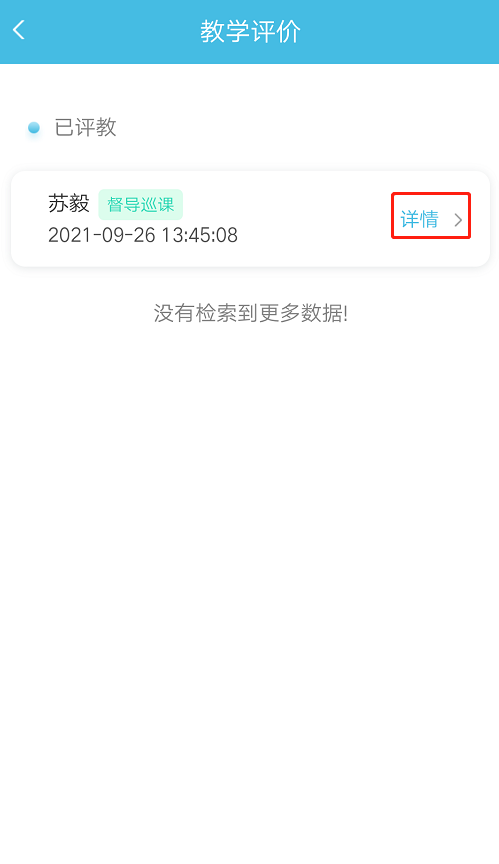 教学评价
已评教
苏毅 督导巡课
2021-09-26 13:45:08
详情
没有检索到更多数据!